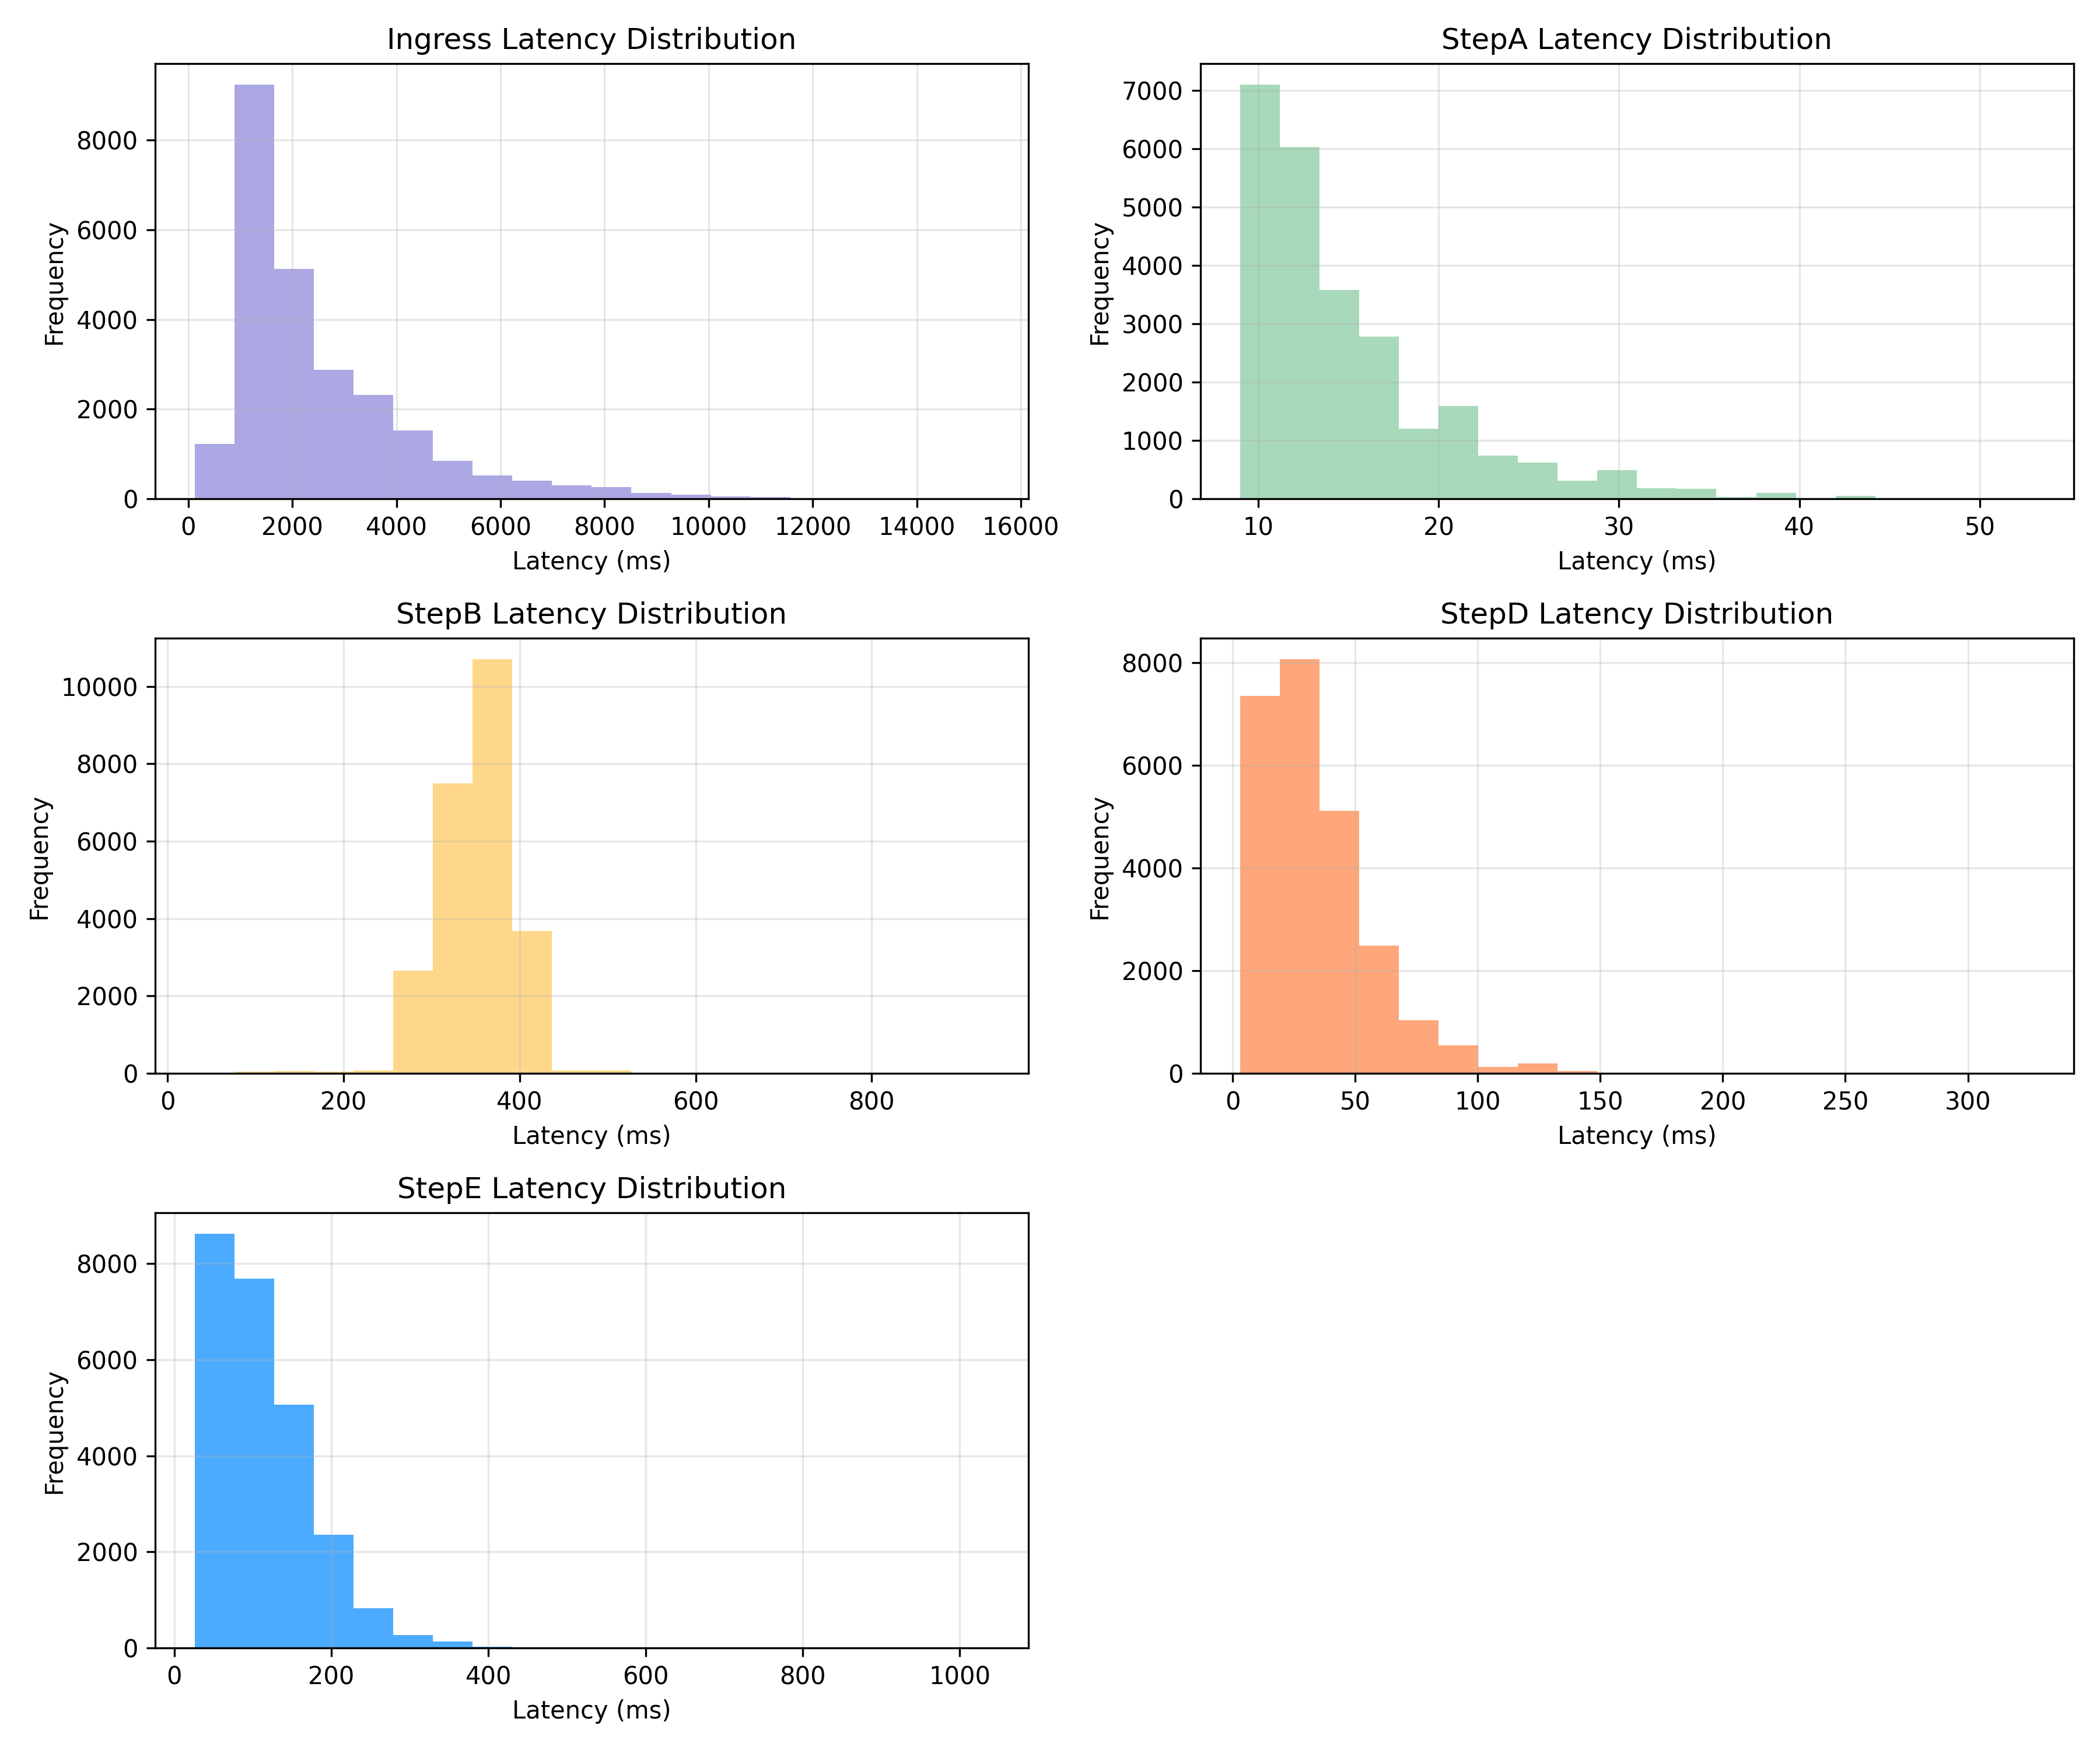 Ingress Latency Distribution
Frequency
8000
6000
4000
2000
0
0 2000 4000 6000 8000 10000 12000 14000 16000
Latency (ms)
StepA Latency Distribution
Frequency
7000
6000
5000
4000
3000
2000
1000
0
10 20 30 40 50
Latency (ms)
StepB Latency Distribution
Frequency
10000
8000
6000
4000
2000
0
0 200 400 600 800
Latency (ms)
StepD Latency Distribution
Frequency
8000
6000
4000
2000
0
0 50 100 150 200 250 300
Latency (ms)
StepE Latency Distribution
Frequency
8000
6000
4000
2000
0
0 200 400 600 800 1000
Latency (ms)